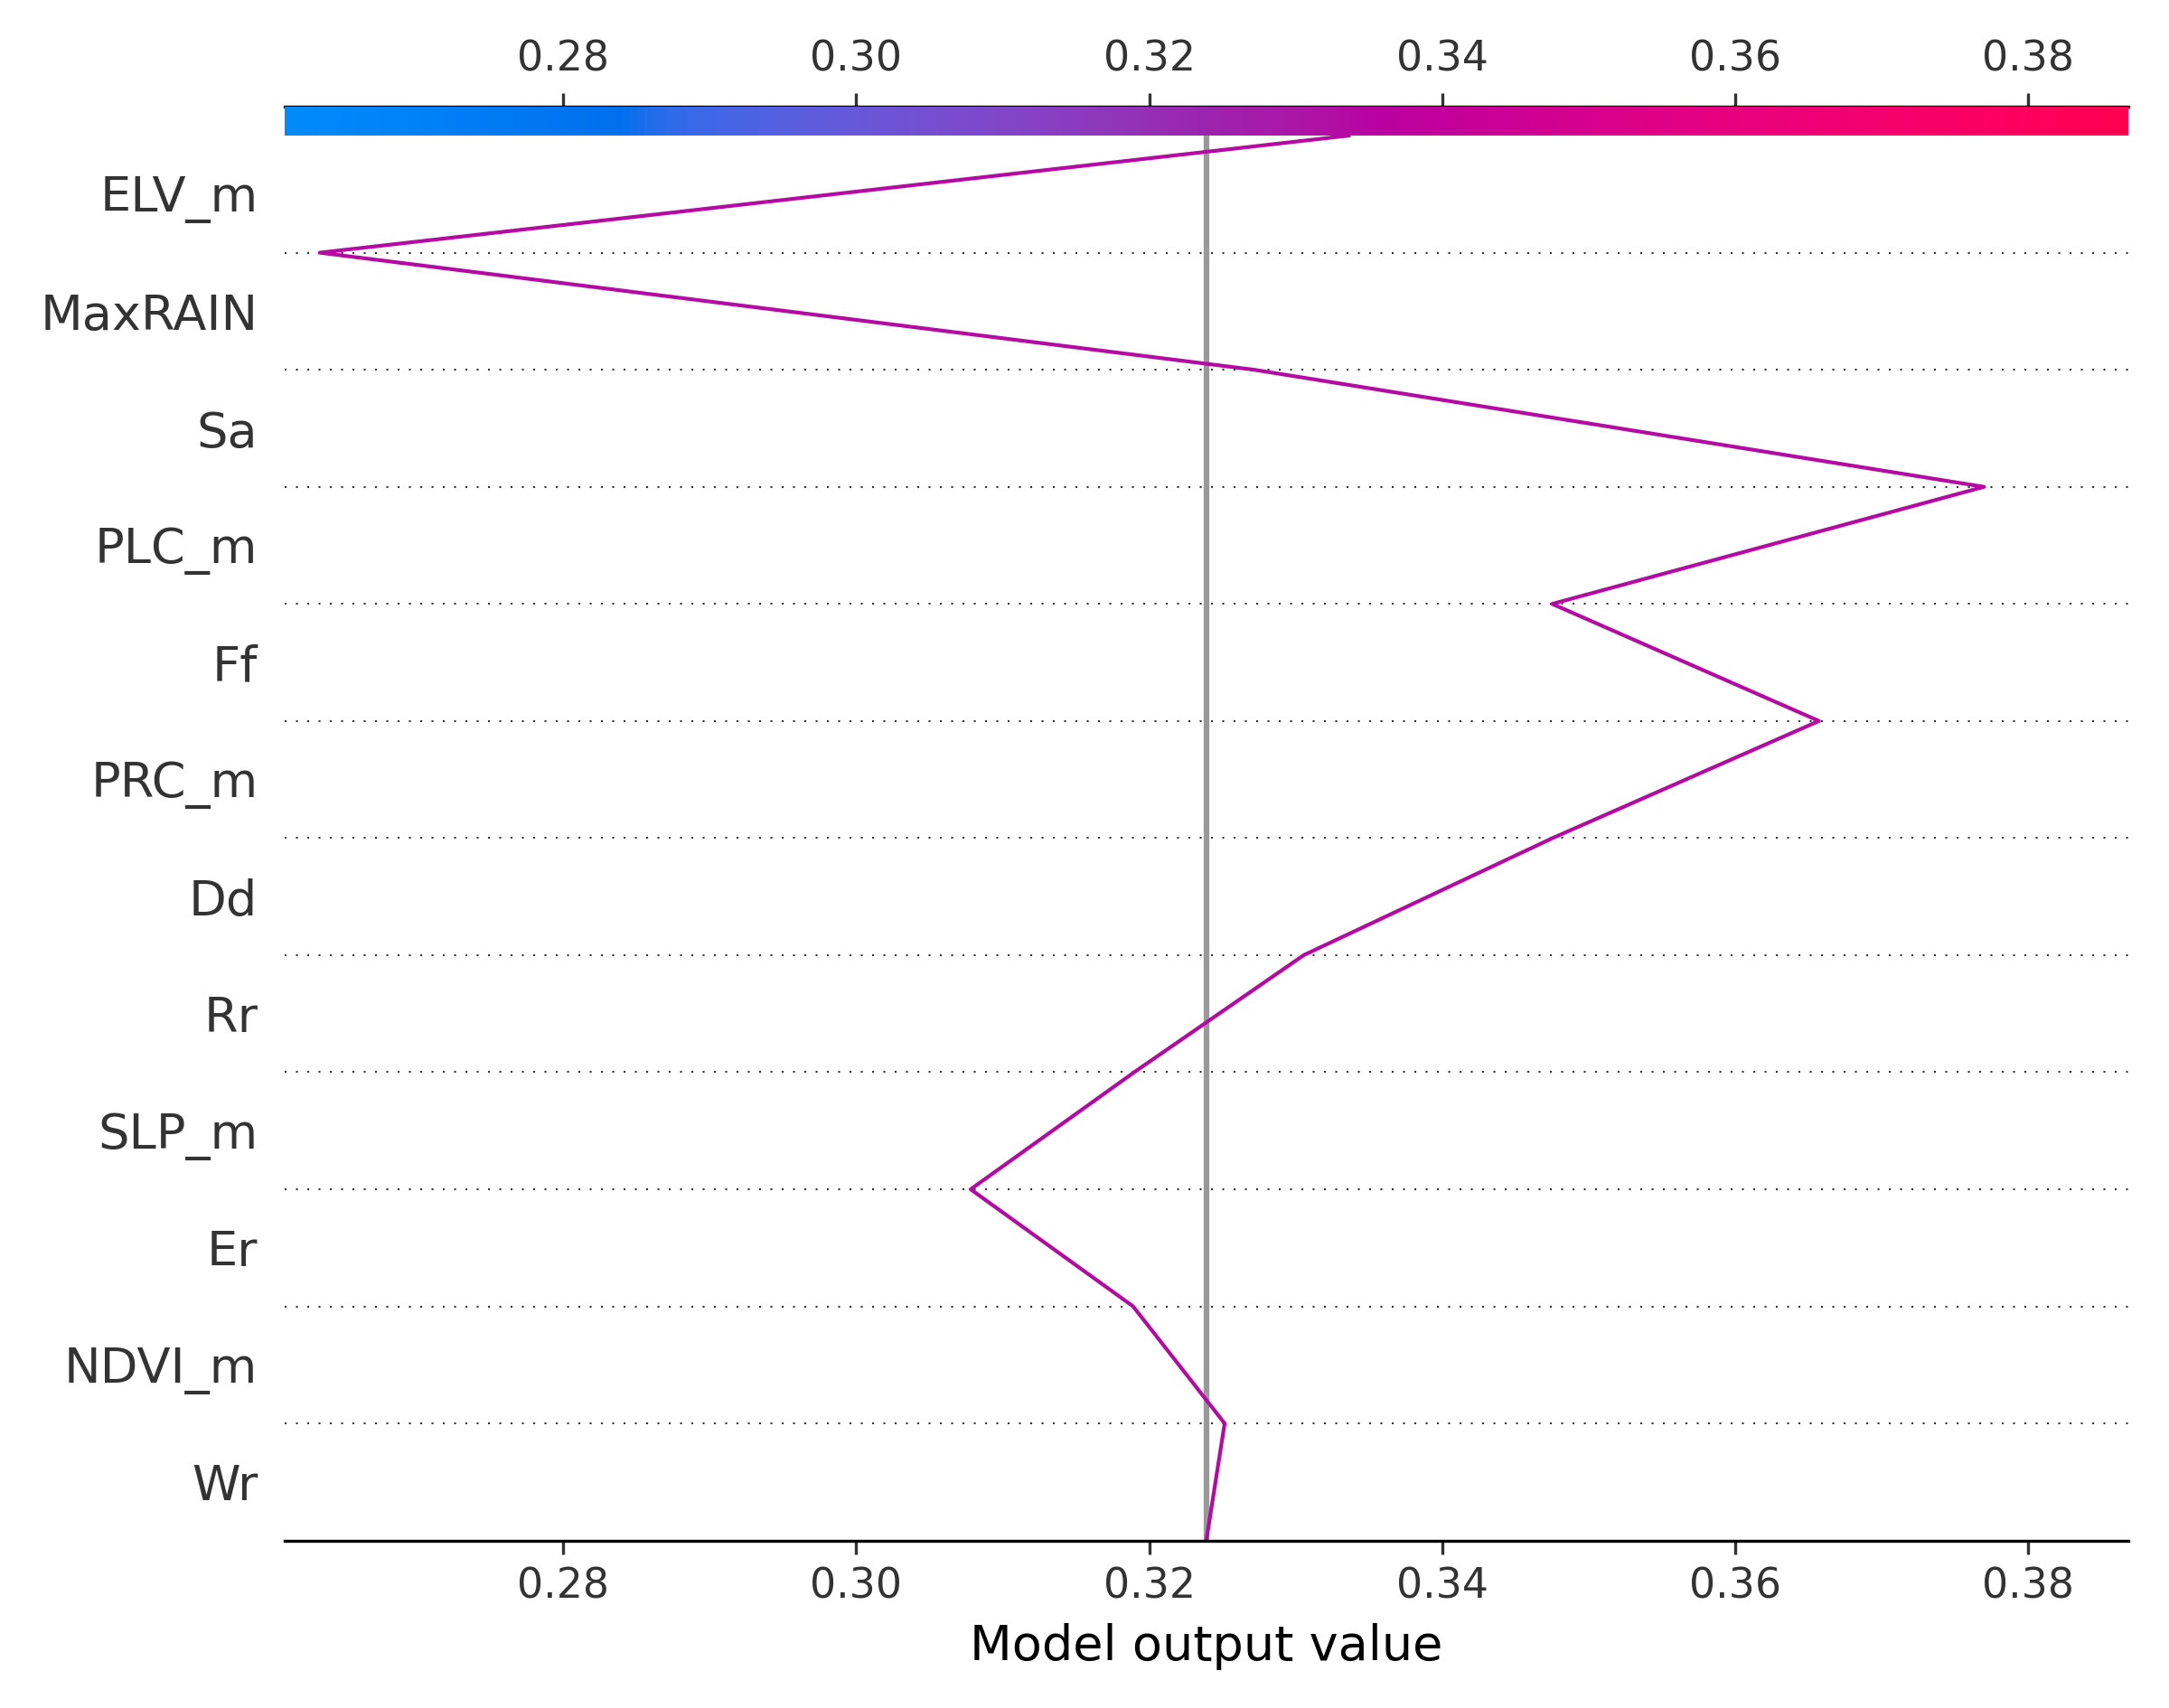 0.28 0.30 0.32 0.34 0.36 0.38
ELV_m
MaxRAIN
Sa
PLC_m
Ff
PRC_m
Dd
Rr
SLP_m
Er
NDVI_m
Wr
0.28 0.30 0.32 0.34 0.36 0.38
Model output value